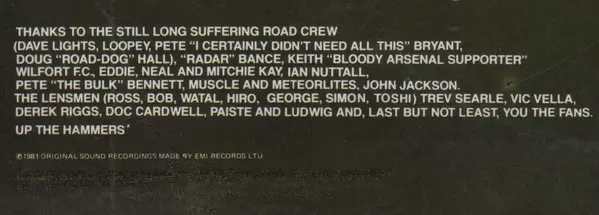 THANKS TO THE STILL LONG SUFFERING ROAD CREW
(DAVE LIGHTS, LOOPEY, PETE "I CERTAINLY DIDN'T NEED ALL THIS" BRYANT,
DOUG "ROAD-DOG" HALL), "RADAR" BANCE, KEITH "BLOODY ARSENAL SUPPORTER"
WILFORT F.C., EDDIE, NEAL AND MITCHIE KAY, IAN NUTTALL,
PETE "THE BULK" BENNETT, MUSCLE AND METEORLITES, JOHN JACKSON.
THE LENSMEN (ROSS, BOB, WATAL, HIRO, GEORGE, SIMON, TOSHI) TREV SEARLE, VIC VELLA,
DEREK RIGGS, DOC CARDWELL, PAISTE AND LUDWIG AND, LAST BUT NOT LEAST, YOU THE FANS.
UP THE HAMMERS'
℗1981 ORIGINAL SOUND RECORDINGS MADE BY EMI RECORDS LTD